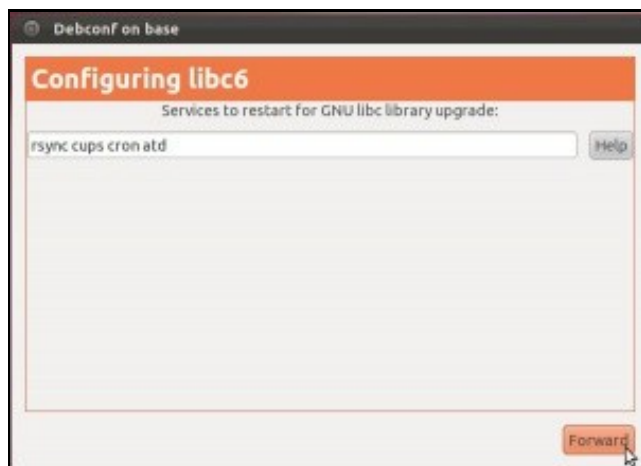 Debconf on base
Configuring libc6
Services to restart for GNU libc library upgrade:
rsync cups cron atd
Help
Forward